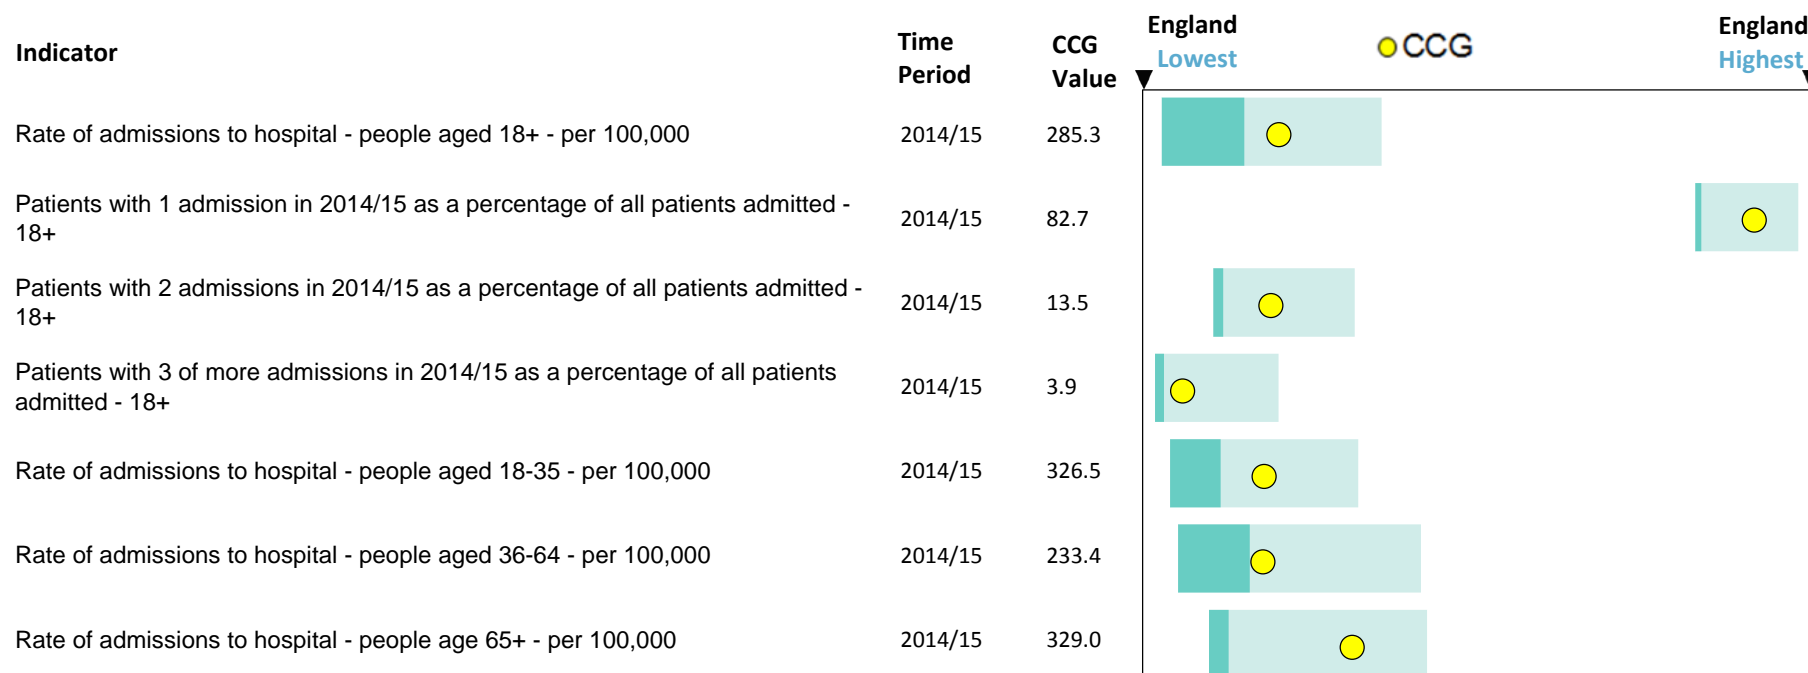 Indicator
Time Period
CCG Value
England Lowest
CCG
England Highest
Rate of admissions to hospital - people aged 18+ - per 100,000 2014/15 285.3
Patients with 1 admission in 2014/15 as a percentage of all patients admitted -
18+
2014/15 82.7
Patients with 2 admissions in 2014/15 as a percentage of all patients admitted -
18+
2014/15 13.5
Patients with 3 of more admissions in 2014/15 as a percentage of all patients
admitted - 18+
2014/15 3.9
Rate of admissions to hospital - people aged 18-35 - per 100,000 2014/15 326.5
Rate of admissions to hospital - people aged 36-64 - per 100,000 2014/15 233.4
Rate of admissions to hospital - people age 65+ - per 100,000 2014/15 329.0